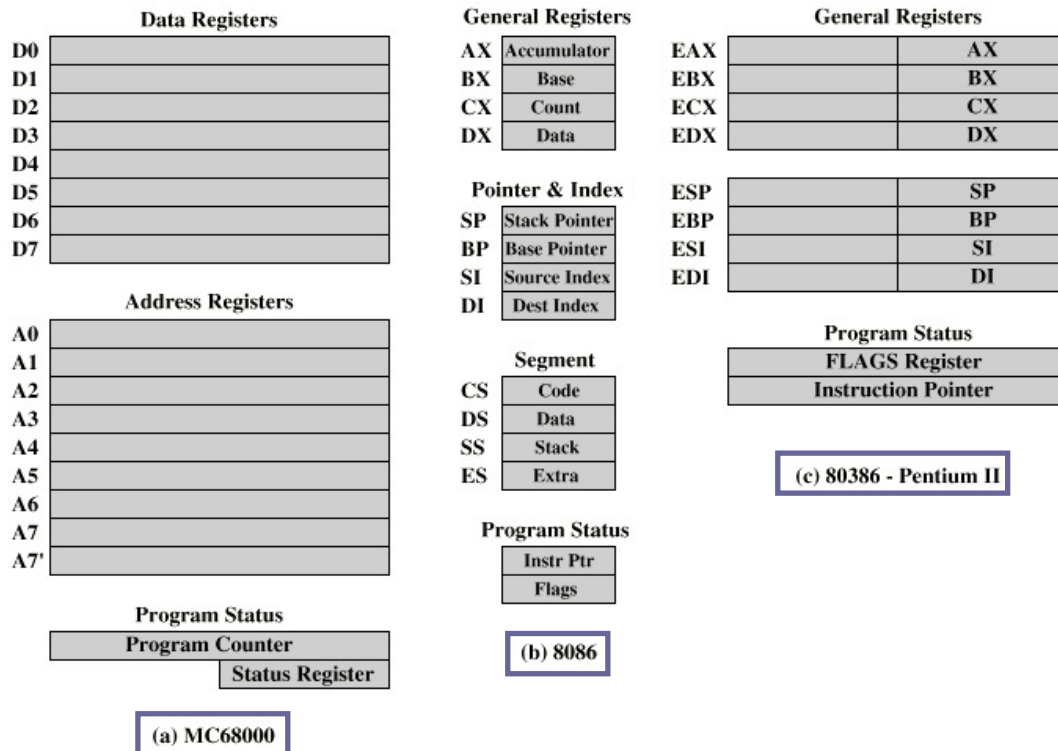 Data Registers
D0
D1
D2
D3
D4
D5
D6
D7
Address Registers
A0
A1
A2
A3
A4
A5
A6
A7
A7'
Program Status
Program Counter
Status Register
(a) MC68000
General Registers
AX Accumulator
BX Base
CX Count
DX Data
Pointer & Index
SP Stack Pointer
BP Base Pointer
SI Source Index
DI Dest Index
Segment
CS Code
DS Data
SS Stack
ES Extra
Program Status
Instr Ptr
Flags
(b) 8086
General Registers
EAX AX
EBX BX
ECX CX
EDX DX
ESP SP
EBP BP
ESI SI
EDI DI
Program Status
FLAGS Register
Instruction Pointer
(c) 80386 - Pentium II